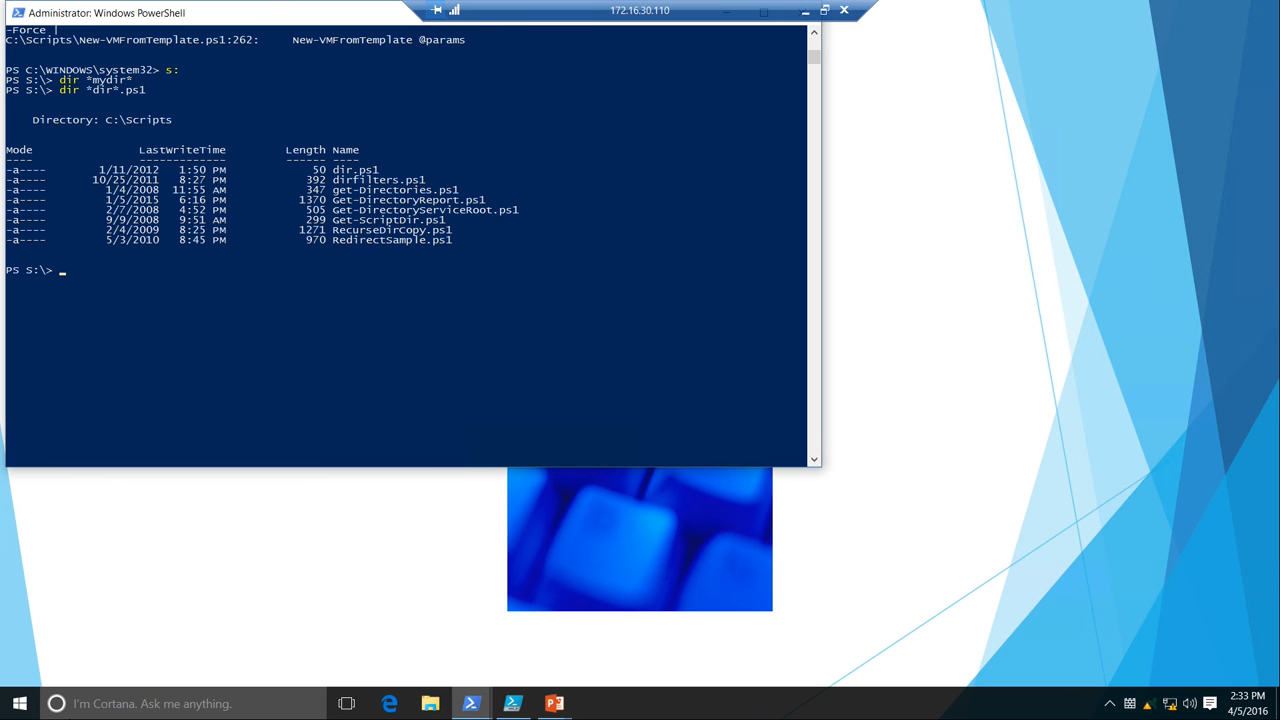 Administrator: Windows PowerShell
172.16.30.110
-Force |
C:\Scripts\New-VMFromTemplate.ps1:262:     New-VMFromTemplate @params
PS C:\WINDOWS\system32> s:
PS S:\> dir *mydir*
PS S:\> dir *dir*.ps1
Directory: C:\Scripts
Mode                LastWriteTime         Length Name
----                -------------         ------ ----
-a----        1/11/2012   1:50 PM             50 dir.ps1
-a----       10/25/2011   8:27 PM            392 dirfilters.ps1
-a----         1/4/2008  11:55 AM            347 get-Directories.ps1
-a----         1/5/2015   6:16 PM           1370 Get-DirectoryReport.ps1
-a----         2/7/2008   4:52 PM            505 Get-DirectoryServiceRoot.ps1
-a----         9/9/2008   9:51 AM            299 Get-ScriptDir.ps1
-a----         2/4/2009   8:25 PM           1271 RecurseDirCopy.ps1
-a----         5/3/2010   8:45 PM            970 RedirectSample.ps1
PS S:\> _
I'm Cortana. Ask me anything.
2:33 PM
4/5/2016